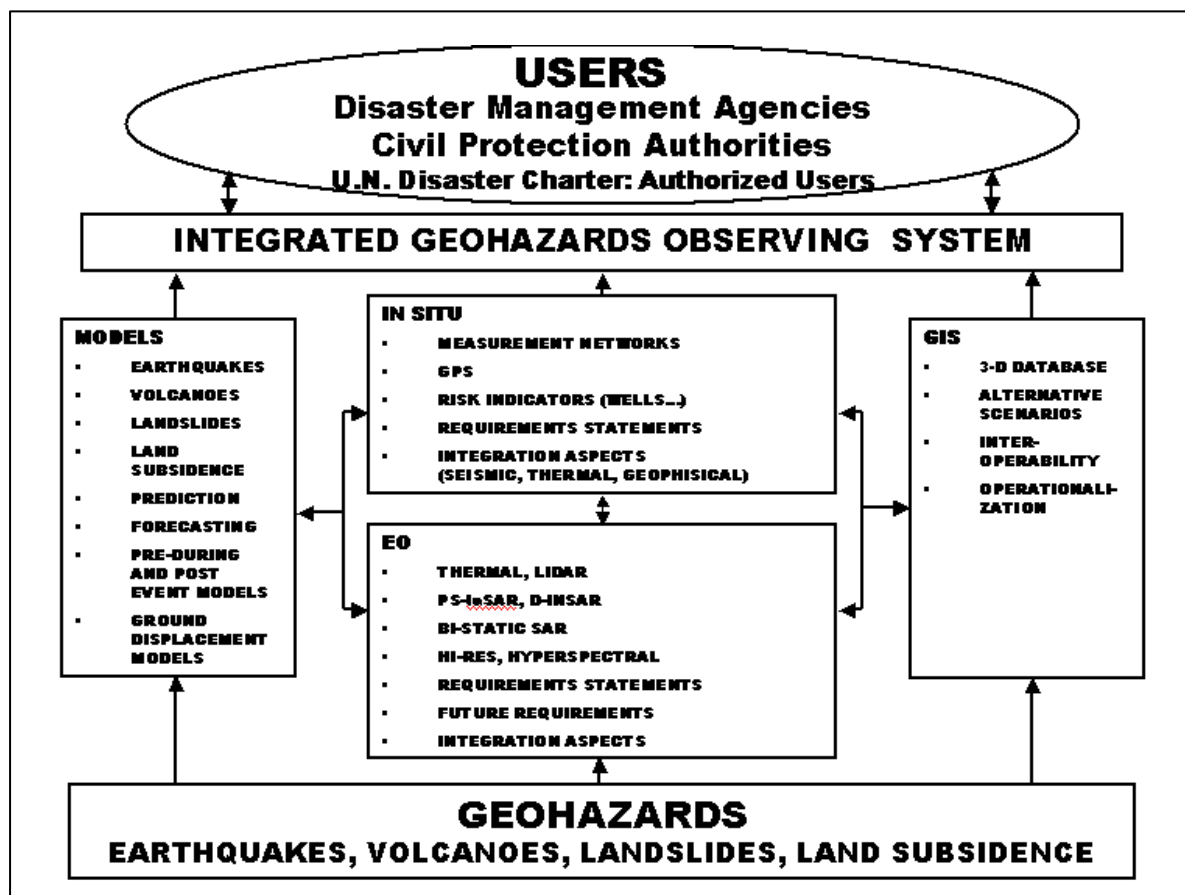 USERS
Disaster Management Agencies
Civil Protection Authorities
U.N. Disaster Charter: Authorized Users
INTEGRATED GEOHAZARDS OBSERVING SYSTEM
MODELS
▪ EARTHQUAKES
▪ VOLCANOES
▪ LANDSLIDES
▪ LAND
SUBSIDENCE
▪ PREDICTION
▪ FORECASTING
▪ PRE-DURING
AND POST
EVENT MODELS
▪ GROUND
DISPLACEMENT
MODELS
IN SITU
▪ MEASUREMENT NETWORKS
▪ GPS
▪ RISK INDICATORS (WELLS...)
▪ REQUIREMENTS STATEMENTS
▪ INTEGRATION ASPECTS
(SEISMIC, THERMAL, GEOPHISICAL)
EO
▪ THERMAL, LIDAR
▪ PS-InSAR, D-INSAR
▪ BI-STATIC SAR
▪ HI-RES, HYPERSPECTRAL
▪ REQUIREMENTS STATEMENTS
▪ FUTURE REQUIREMENTS
▪ INTEGRATION ASPECTS
GIS
▪ 3-D DATABASE
▪ ALTERNATIVE
SCENARIOS
▪ INTER-
OPERABILITY
▪ OPERATIONALI-
ZATION
GEOHAZARDS
EARTHQUAKES, VOLCANOES, LANDSLIDES, LAND SUBSIDENCE